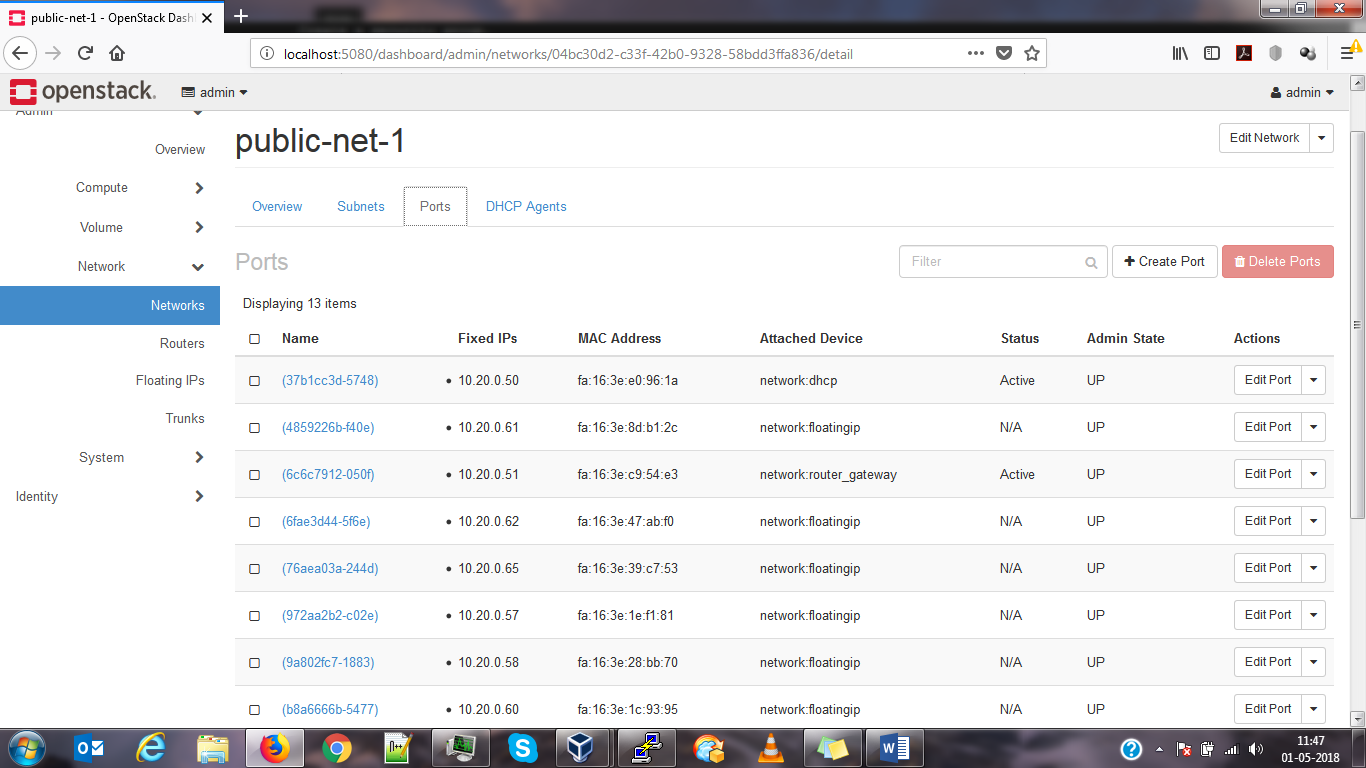 public-net-1 - OpenStack Dash
localhost:5080/dashboard/admin/networks/04bc30d2-c33f-42b0-9328-58bdd3ffa836/detail
openstack. admin admin
Admin
Overview
Compute
Volume
Network
Networks
Routers
Floating IPs
Trunks
System
Identity
public-net-1 Edit Network
Overview Subnets Ports DHCP Agents
Ports Filter Create Port Delete Ports
Displaying 13 items
Name Fixed IPs MAC Address Attached Device Status Admin State Actions
(37b1cc3d-5748) 10.20.0.50 fa:16:3e:e0:96:1a network:dhcp Active UP Edit Port
(4859226b-f40e) 10.20.0.61 fa:16:3e:8d:b1:2c network:floatingip N/A UP Edit Port
(6c6c7912-050f) 10.20.0.51 fa:16:3e:c9:54:e3 network:router_gateway Active UP Edit Port
(6fae3d44-5f6e) 10.20.0.62 fa:16:3e:47:ab:f0 network:floatingip N/A UP Edit Port
(76aea03a-244d) 10.20.0.65 fa:16:3e:39:c7:53 network:floatingip N/A UP Edit Port
(972aa2b2-c02e) 10.20.0.57 fa:16:3e:1e:f1:81 network:floatingip N/A UP Edit Port
(9a802fc7-1883) 10.20.0.58 fa:16:3e:28:bb:70 network:floatingip N/A UP Edit Port
(b8a6666b-5477) 10.20.0.60 fa:16:3e:1c:93:95 network:floatingip N/A UP Edit Port
11:47
01-05-2018